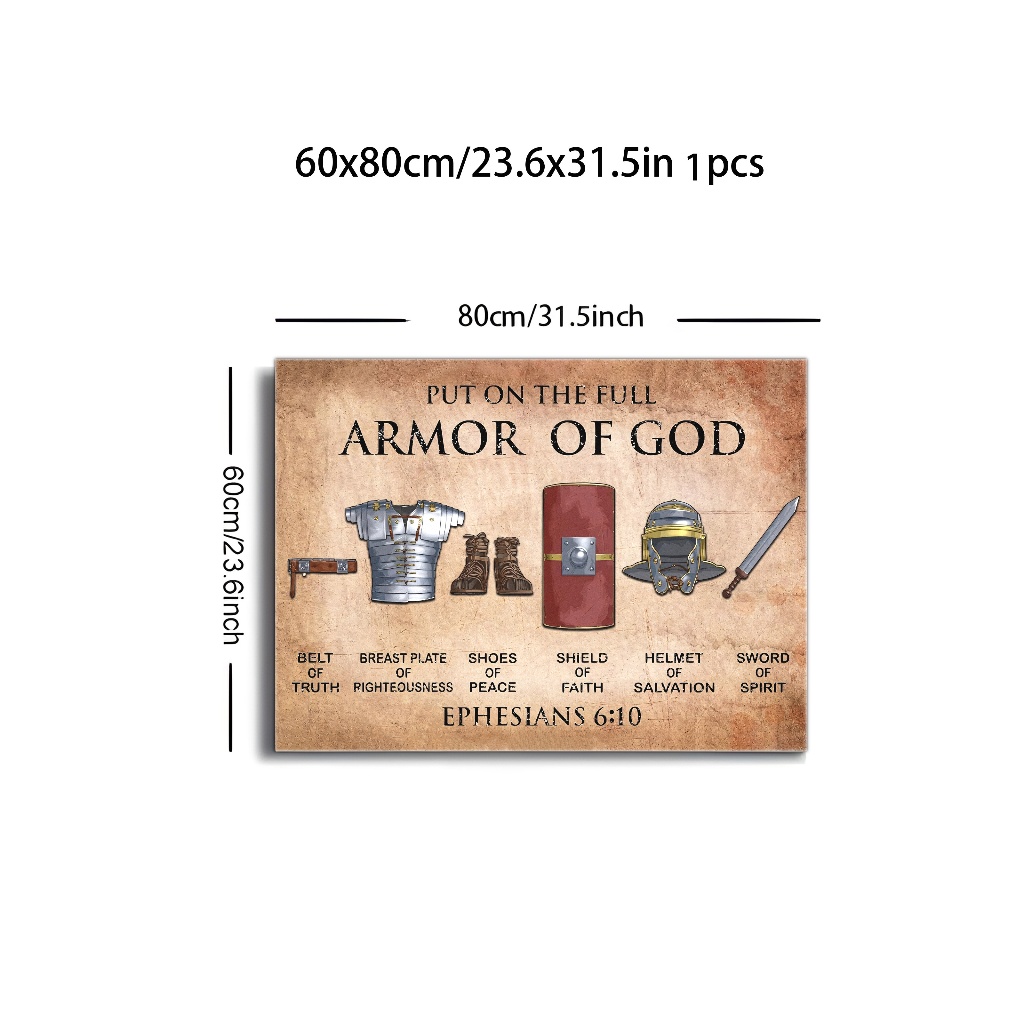 60x80cm/23.6x31.5in 1pcs
80cm/31.5inch
60cm/23.6inch
PUT ON THE FULL
ARMOR OF GOD
BELT OF TRUTH
BREAST PLATE OF RIGHTEOUSNESS
SHOES OF PEACE
SHIELD OF FAITH
HELMET OF SALVATION
SWORD OF SPIRIT
EPHESIANS 6:10